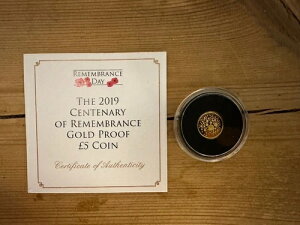 REMEMBRANCE
DAY
THE 2019
CENTENARY
OF REMEMBRANCE
GOLD PROOF
£5 COIN
Certificate of Authenticity